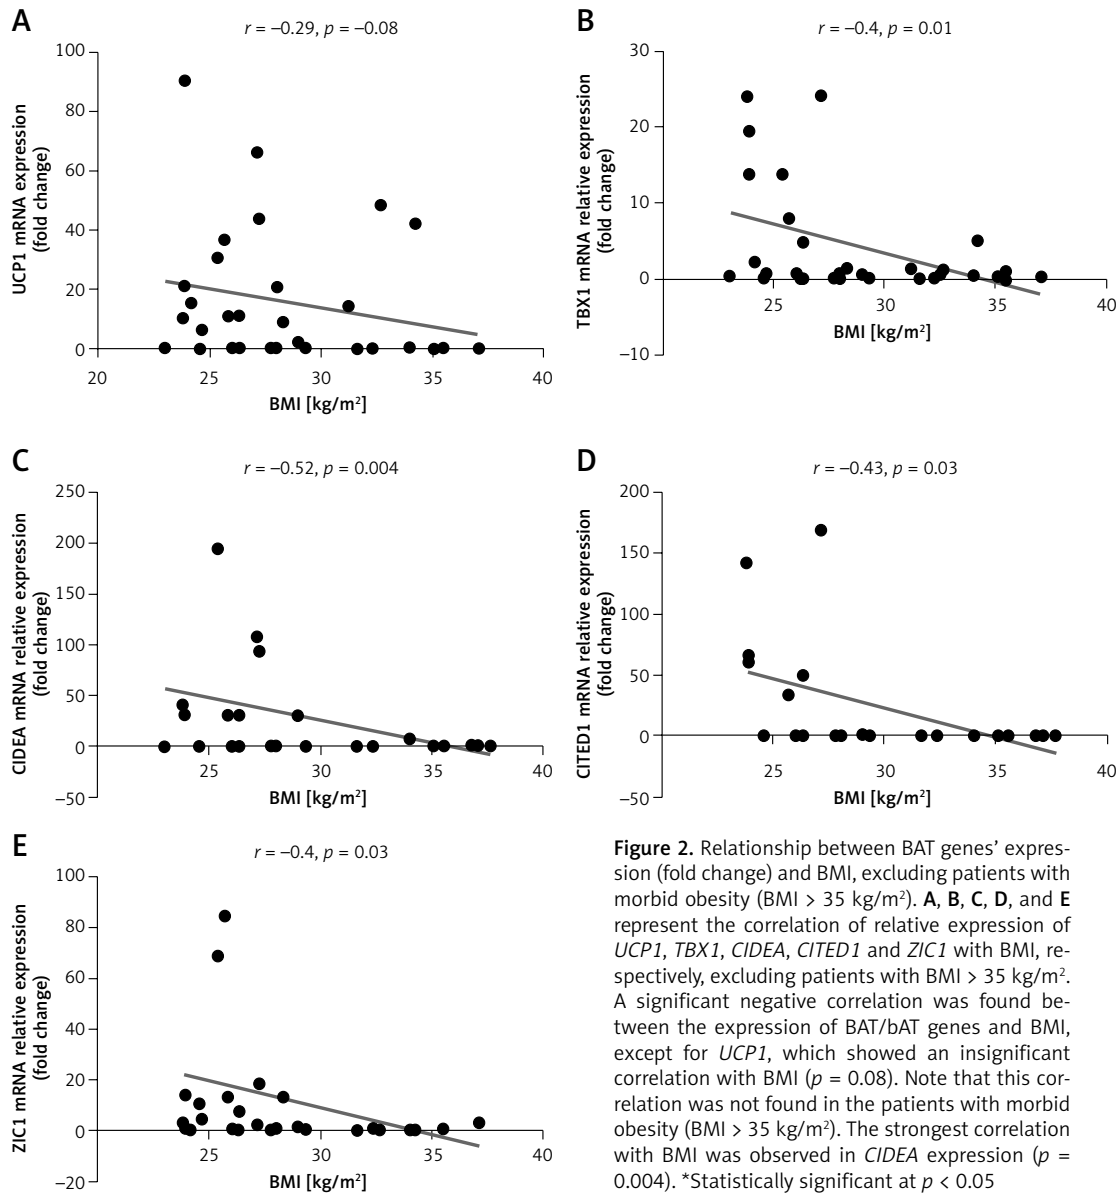 A
r = −0.29, p = −0.08
UCP1 mRNA expression
(fold change)
100
80
60
40
20
0
20
25
30
35
40
BMI [kg/m²]
B
r = −0.4, p = 0.01
TBX1 mRNA relative expression
(fold change)
30
20
10
0
−10
25
30
35
40
BMI [kg/m²]
C
r = −0.52, p = 0.004
CIDEA mRNA relative expression
(fold change)
250
200
150
100
50
0
−50
25
30
35
40
BMI [kg/m²]
D
r = −0.43, p = 0.03
CITED1 mRNA relative expression
(fold change)
200
150
100
50
0
−50
25
30
35
40
BMI [kg/m²]
E
r = −0.4, p = 0.03
ZIC1 mRNA relative expression
(fold change)
100
80
60
40
20
0
−20
25
30
35
40
BMI [kg/m²]
Figure 2. Relationship between BAT genes’ expres-
sion (fold change) and BMI, excluding patients with
morbid obesity (BMI > 35 kg/m²). A, B, C, D, and E
represent the correlation of relative expression of
UCP1, TBX1, CIDEA, CITED1 and ZIC1 with BMI, re-
spectively, excluding patients with BMI > 35 kg/m².
A significant negative correlation was found be-
tween the expression of BAT/bAT genes and BMI,
except for UCP1, which showed an insignificant
correlation with BMI (p = 0.08). Note that this cor-
relation was not found in the patients with morbid
obesity (BMI > 35 kg/m²). The strongest correlation
with BMI was observed in CIDEA expression (p =
0.004). *Statistically significant at p < 0.05